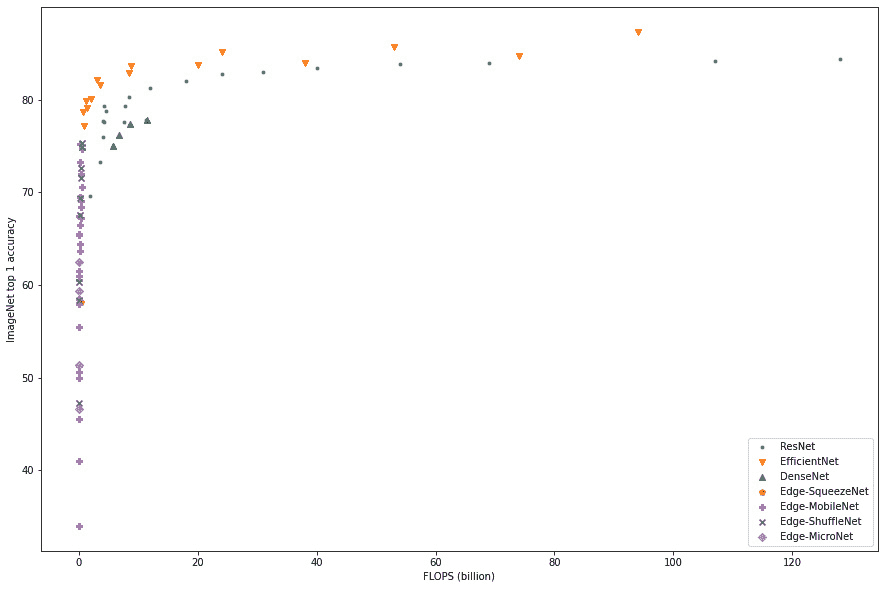 80
70
60
50
40
ImageNet top 1 accuracy
0 20 40 60 80 100 120
FLOPS (billion)
ResNet
EfficientNet
DenseNet
Edge-SqueezeNet
Edge-MobileNet
Edge-ShuffleNet
Edge-MicroNet